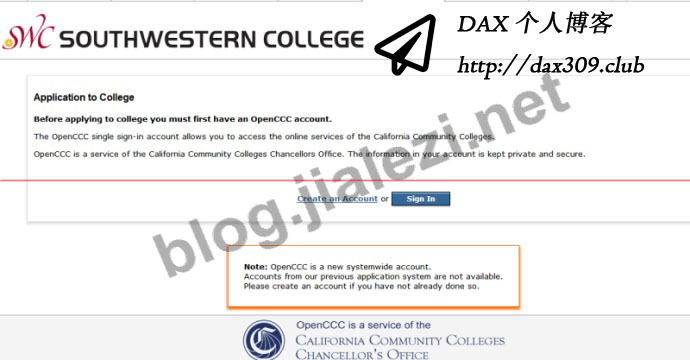 SWC SOUTHWESTERN COLLEGE
DAX 个人博客
http://dax309.club
Application to College
Before applying to college you must first have an OpenCCC account.
The OpenCCC single sign-in account allows you to access the online services of the California Community Colleges.
OpenCCC is a service of the California Community Colleges Chancellors Office. The information in your account is kept private and secure.
Create an Account or Sign In
blog.jialezi.net
Note: OpenCCC is a new systemwide account.
Accounts from our previous application system are not available.
Please create an account if you have not already done so.
OpenCCC is a service of the
CALIFORNIA COMMUNITY COLLEGES
CHANCELLOR'S OFFICE